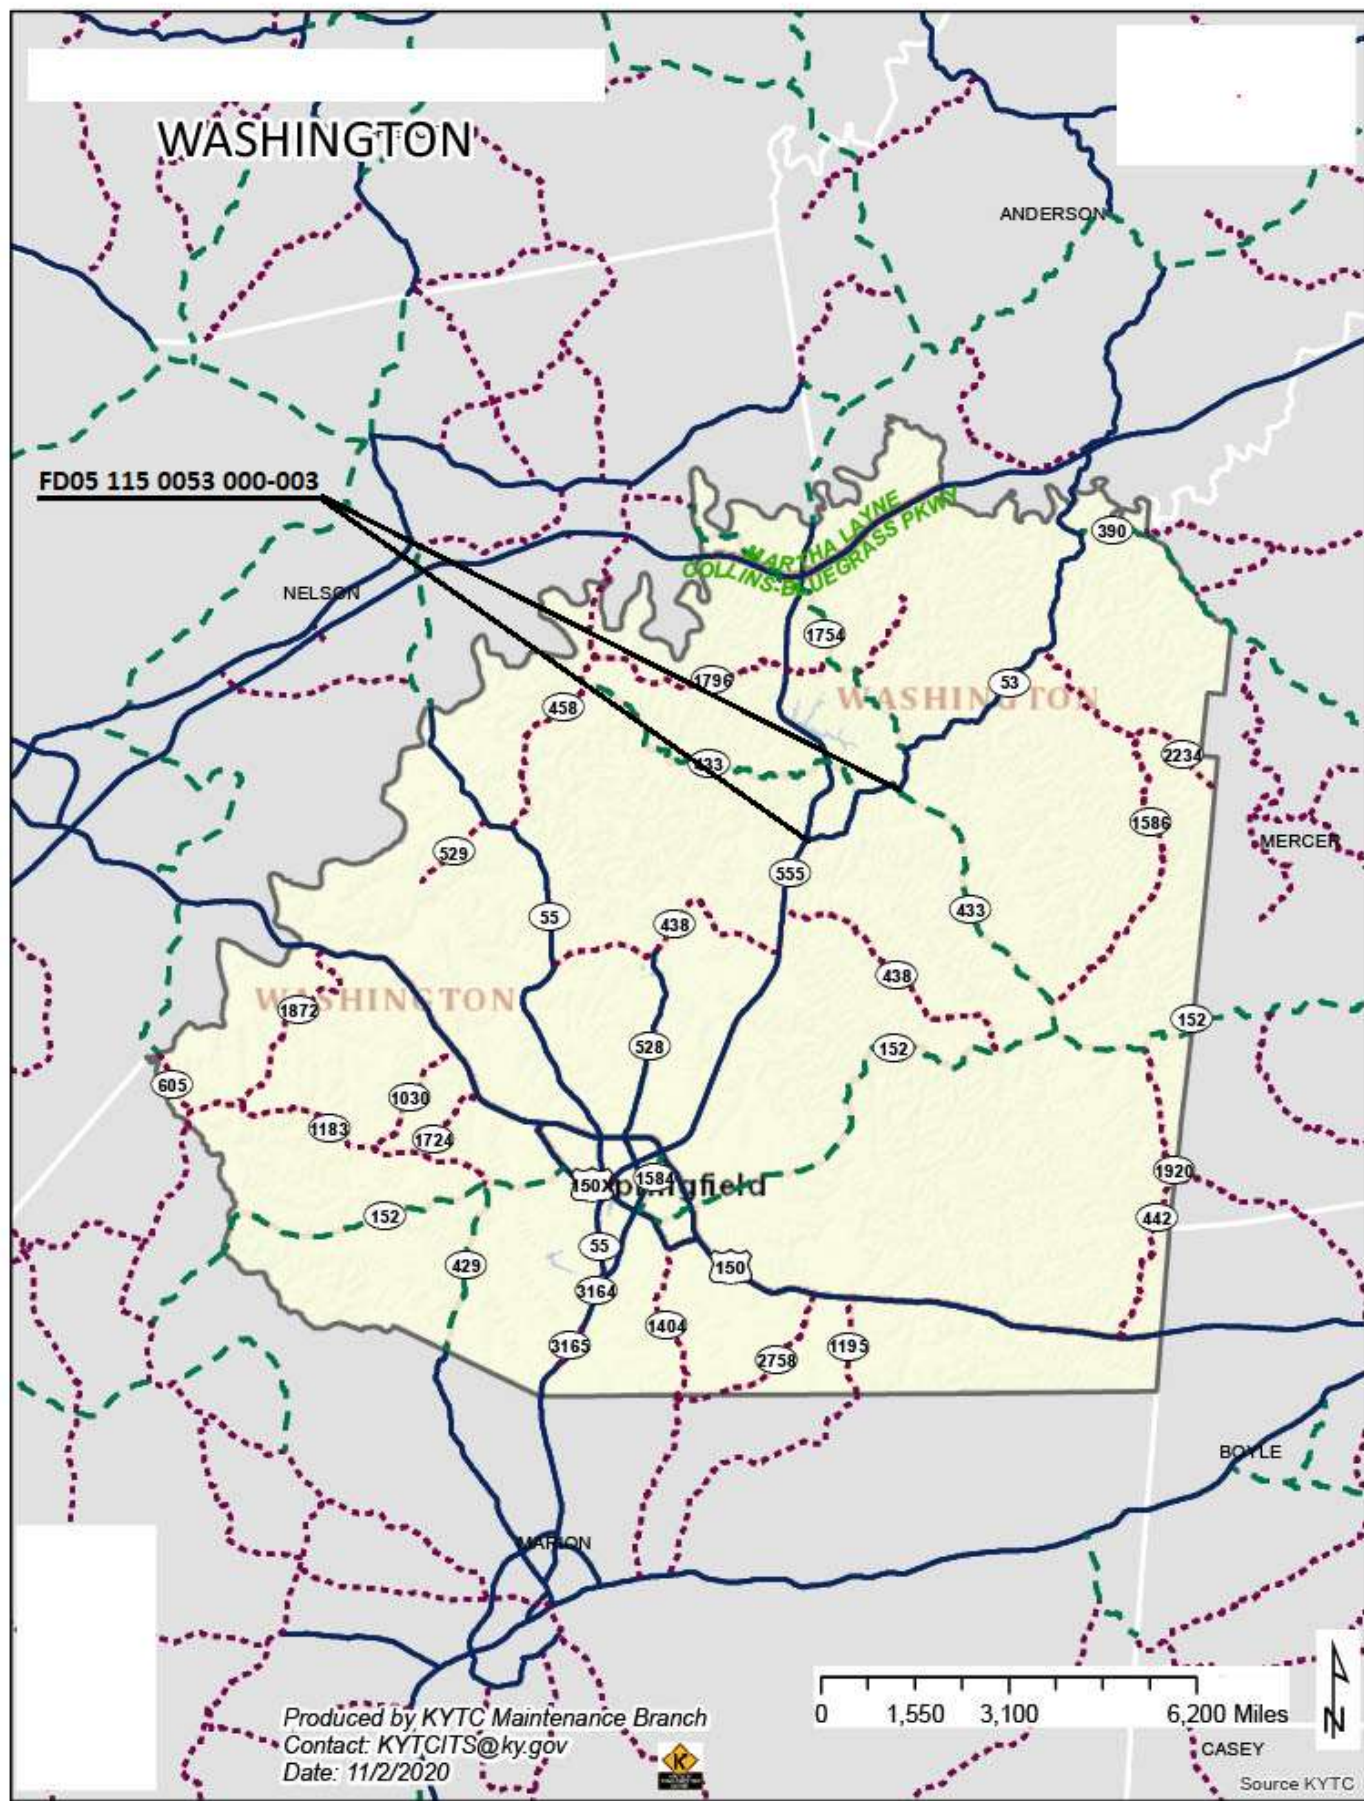 WASHINGTON
ANDERSON
FD05 115 0053 000-003
MARTHA LAYNE
COLLINS-BLUEGRASS PKWY
390
NELSON
1754
1796
53
WASHINGTON
458
433
2234
1586
529
MERCER
555
55
438
433
438
WASHINGTON
1872
152
528
152
605
1030
1183
1724
1920
150
1584
Springfield
152
442
55
429
150
3164
1404
3165
1195
2758
BOYLE
MARION
0 1,550 3,100 6,200 Miles
N
Produced by KYTC Maintenance Branch
Contact: KYTCITS@ky.gov
Date: 11/2/2020
CASEY
Source KYTC